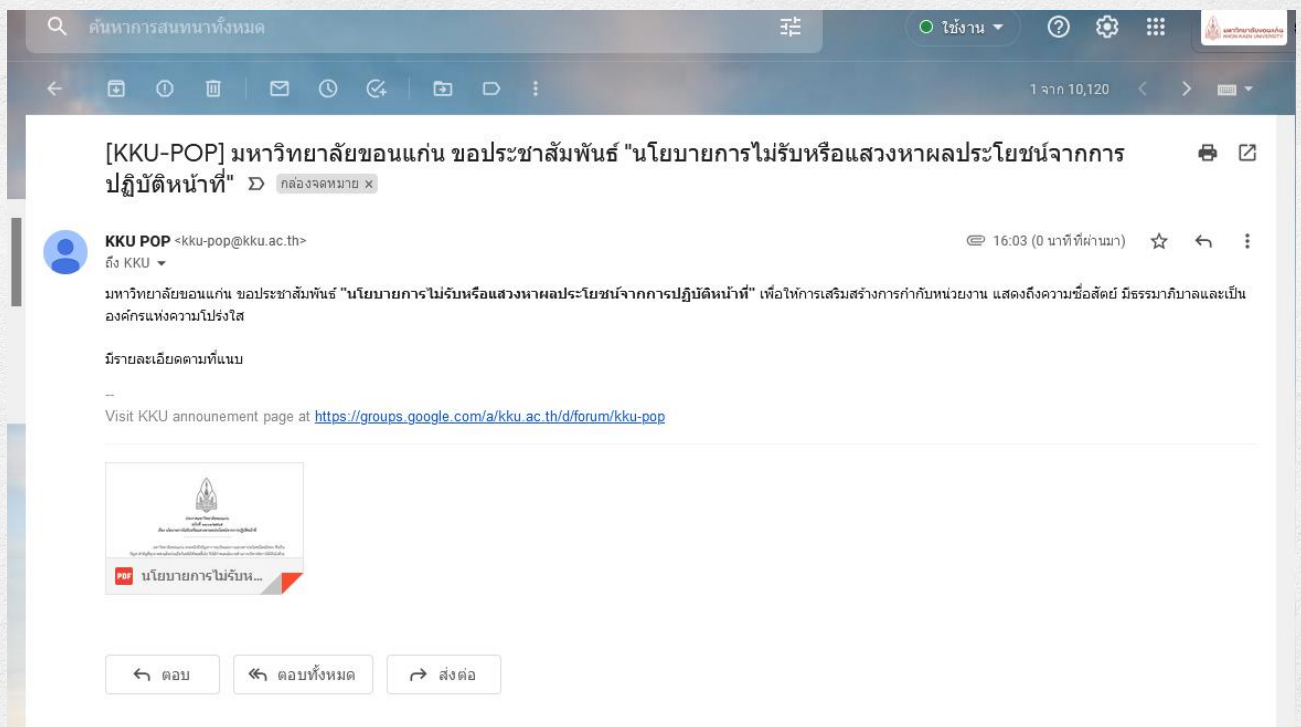 ค้นหาการสนทนาทั้งหมด
ใช้งาน
มหาวิทยาลัยขอนแก่น
KHON KAEN UNIVERSITY
1 จาก 10,120
[KKU-POP] มหาวิทยาลัยขอนแก่น ขอประชาสัมพันธ์ "นโยบายการไม่รับหรือแสวงหาผลประโยชน์จากการ
ปฏิบัติหน้าที่" กล่องจดหมาย ×
KKU POP <kku-pop@kku.ac.th>
16:03 (0 นาทีที่ผ่านมา)
ถึง KKU
มหาวิทยาลัยขอนแก่น ขอประชาสัมพันธ์ "นโยบายการไม่รับหรือแสวงหาผลประโยชน์จากการปฏิบัติหน้าที่" เพื่อให้การเสริมสร้างการกำกับหน่วยงาน แสดงถึงความซื่อสัตย์ มีธรรมาภิบาลและเป็น
องค์กรแห่งความโปร่งใส
มีรายละเอียดตามที่แนบ
--
Visit KKU announement page at https://groups.google.com/a/kku.ac.th/d/forum/kku-pop
PDF นโยบายการไม่รับห...
ตอบ
ตอบทั้งหมด
ส่งต่อ